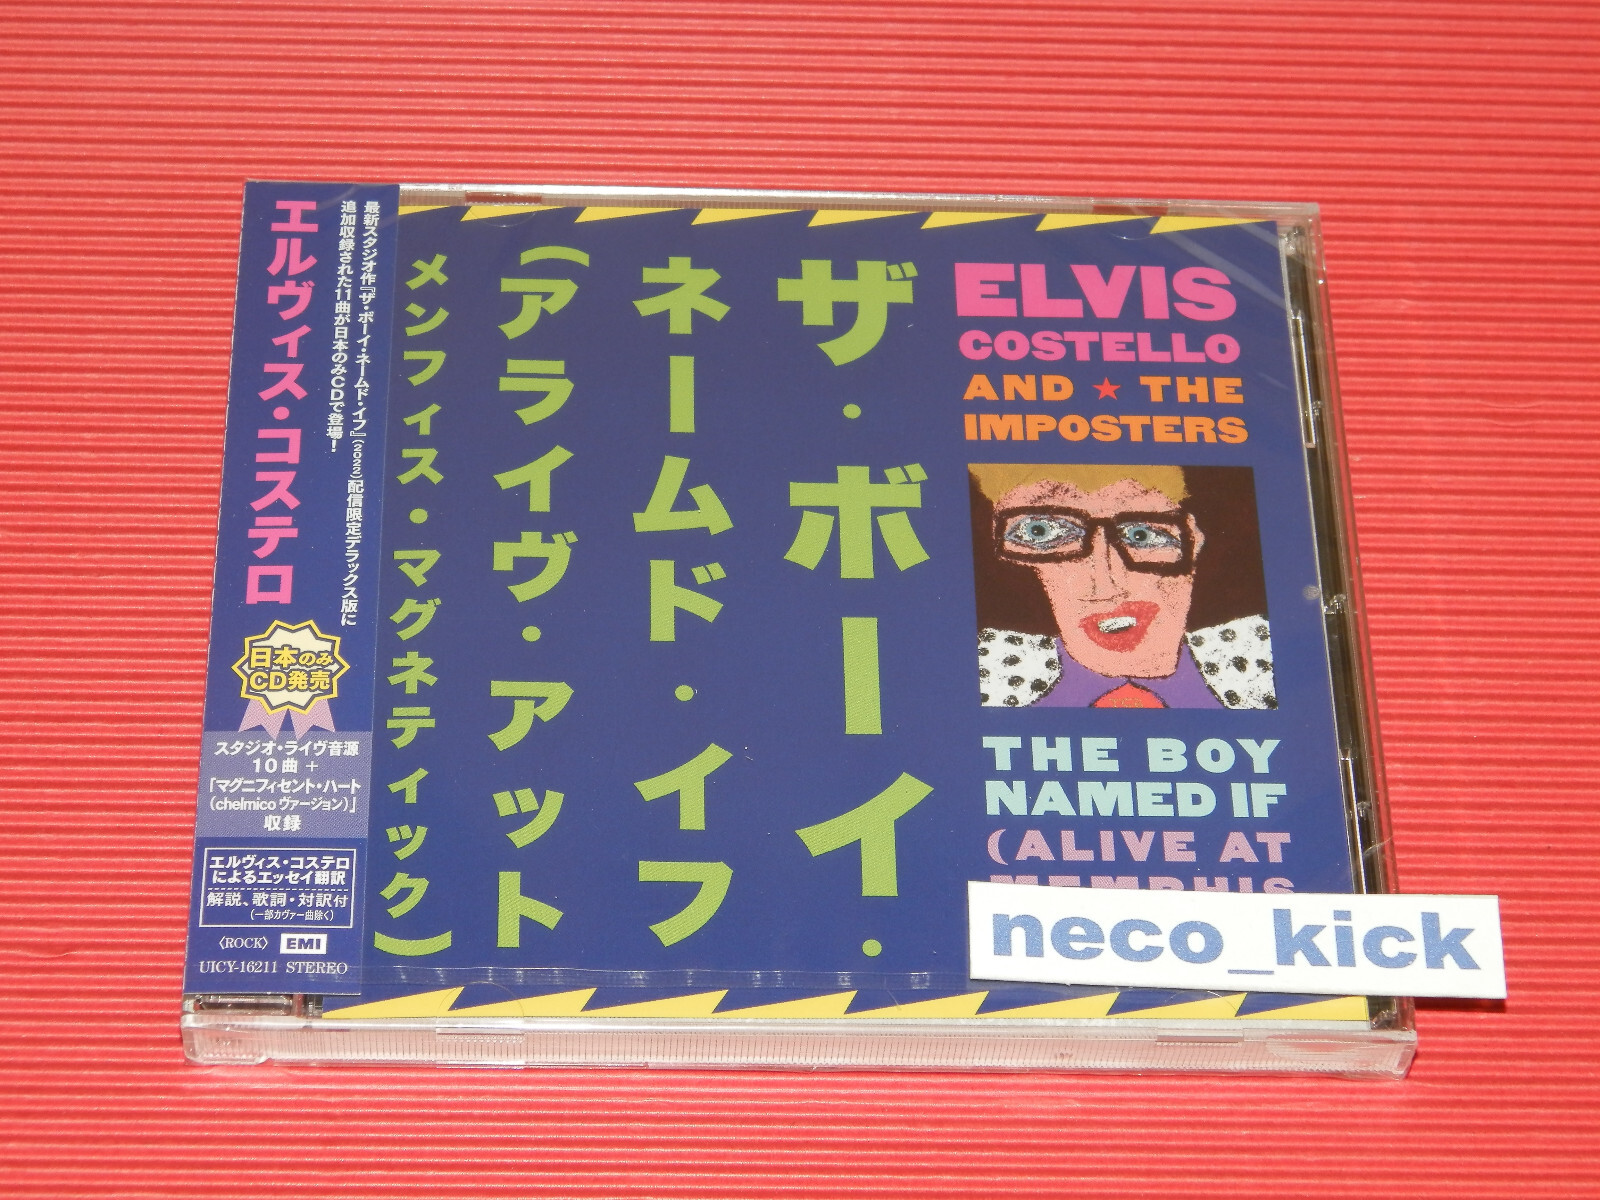 エルヴィス・コステロ
最新スタジオ作『ザ・ボーイ・ネームド・イフ』(2022)配信限定デラックス版に
追加収録された11曲が日本のみCDで登場!
日本のみ
CD発売
スタジオ・ライヴ音源
10曲+
「マグニフィセント・ハート
(chelmicoヴァージョン)」
収録
エルヴィス・コステロ
によるエッセイ翻訳
解説、歌詞・対訳付
(一部カヴァー曲除く)
〈ROCK〉 EMI
UICY-16211 STEREO
ザ・ボーイ・
ネームド・イフ
(アライヴ・アット
メンフィス・マグネティック)
ELVIS
COSTELLO
AND ★ THE
IMPOSTERS
THE BOY
NAMED IF
(ALIVE AT
MEMPHIS
neco_kick